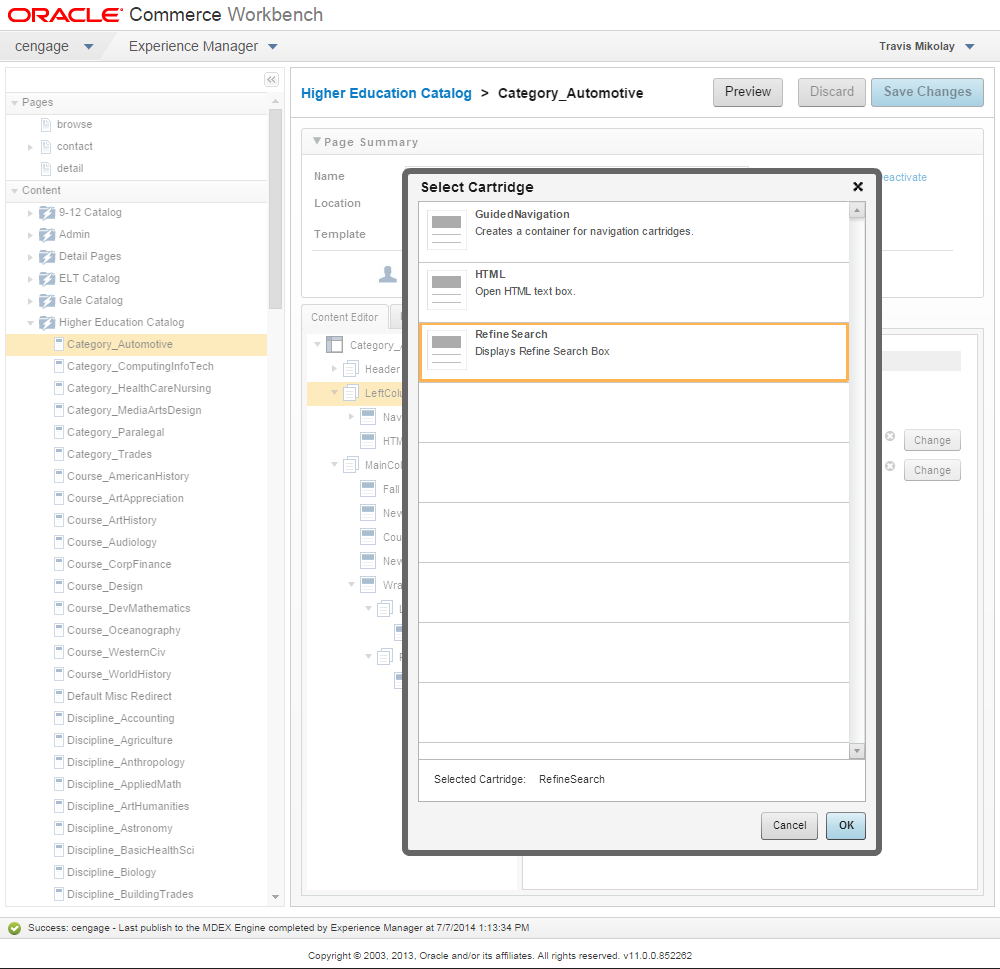 ORACLE Commerce Workbench
cengage
Experience Manager
Travis Mikolay
Pages
browse
contact
detail
Content
9-12 Catalog
Admin
Detail Pages
ELT Catalog
Gale Catalog
Higher Education Catalog
Category_Automotive
Category_ComputingInfoTech
Category_HealthCareNursing
Category_MediaArtsDesign
Category_Paralegal
Category_Trades
Course_AmericanHistory
Course_ArtAppreciation
Course_ArtHistory
Course_Audiology
Course_CorpFinance
Course_Design
Course_DevMathematics
Course_Oceanography
Course_WesternCiv
Course_WorldHistory
Default Misc Redirect
Discipline_Accounting
Discipline_Agriculture
Discipline_Anthropology
Discipline_AppliedMath
Discipline_ArtHumanities
Discipline_Astronomy
Discipline_BasicHealthSci
Discipline_Biology
Discipline_BuildingTrades
Higher Education Catalog > Category_Automotive
Preview
Discard
Save Changes
Page Summary
Name
Location
Template
eactivate
Content Editor
Category_
Header
LeftColu
Nav
HTM
MainCol
Fall
New
Cou
New
Wra
Change
Change
Select Cartridge
GuidedNavigation
Creates a container for navigation cartridges.
HTML
Open HTML text box.
RefineSearch
Displays Refine Search Box
Selected Cartridge: RefineSearch
Cancel
OK
Success: cengage - Last publish to the MDEX Engine completed by Experience Manager at 7/7/2014 1:13:34 PM
Copyright © 2003, 2013, Oracle and/or its affiliates. All rights reserved. v11.0.0.852262